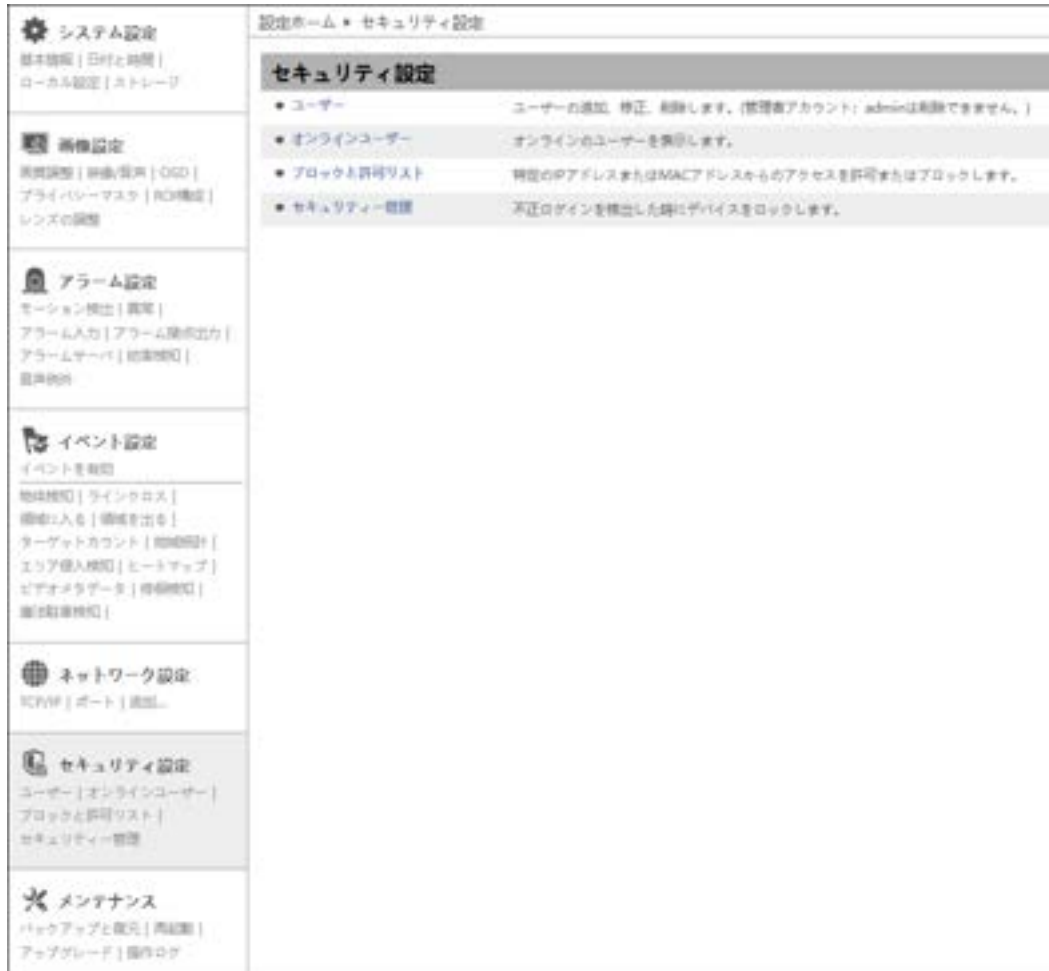 システム設定
基本情報 | 日付と時間 |
ローカル設定 | ストレージ
画像設定
画質調整 | 映像/音声 | OSD |
プライバシーマスク | ROI構成 |
レンズの調整
アラーム設定
モーション検出 | 異常 |
アラーム入力 | アラーム接点出力 |
アラームサーバ | 妨害検知 |
音声例外
イベント設定
イベントを有効
物体検知 | ラインクロス |
領域に入る | 領域を出る |
ターゲットカウント | 地域統計 |
エリア侵入検知 | ヒートマップ |
ビデオメタデータ | 徘徊検知 |
違法駐車検知 |
ネットワーク設定
TCP/IP | ポート | 追加...
セキュリティ設定
ユーザー | オンラインユーザー |
ブロックと許可リスト |
セキュリティー管理
メンテナンス
バックアップと復元 | 再起動 |
アップグレード | 操作ログ
設定ホーム ▸ セキュリティ設定
セキュリティ設定
● ユーザー ユーザーの追加、修正、削除します。(管理者アカウント: adminは削除できません。)
● オンラインユーザー オンラインのユーザーを表示します。
● ブロックと許可リスト 特定のIPアドレスまたはMACアドレスからのアクセスを許可またはブロックします。
● セキュリティー管理 不正ログインを検出した時にデバイスをロックします。